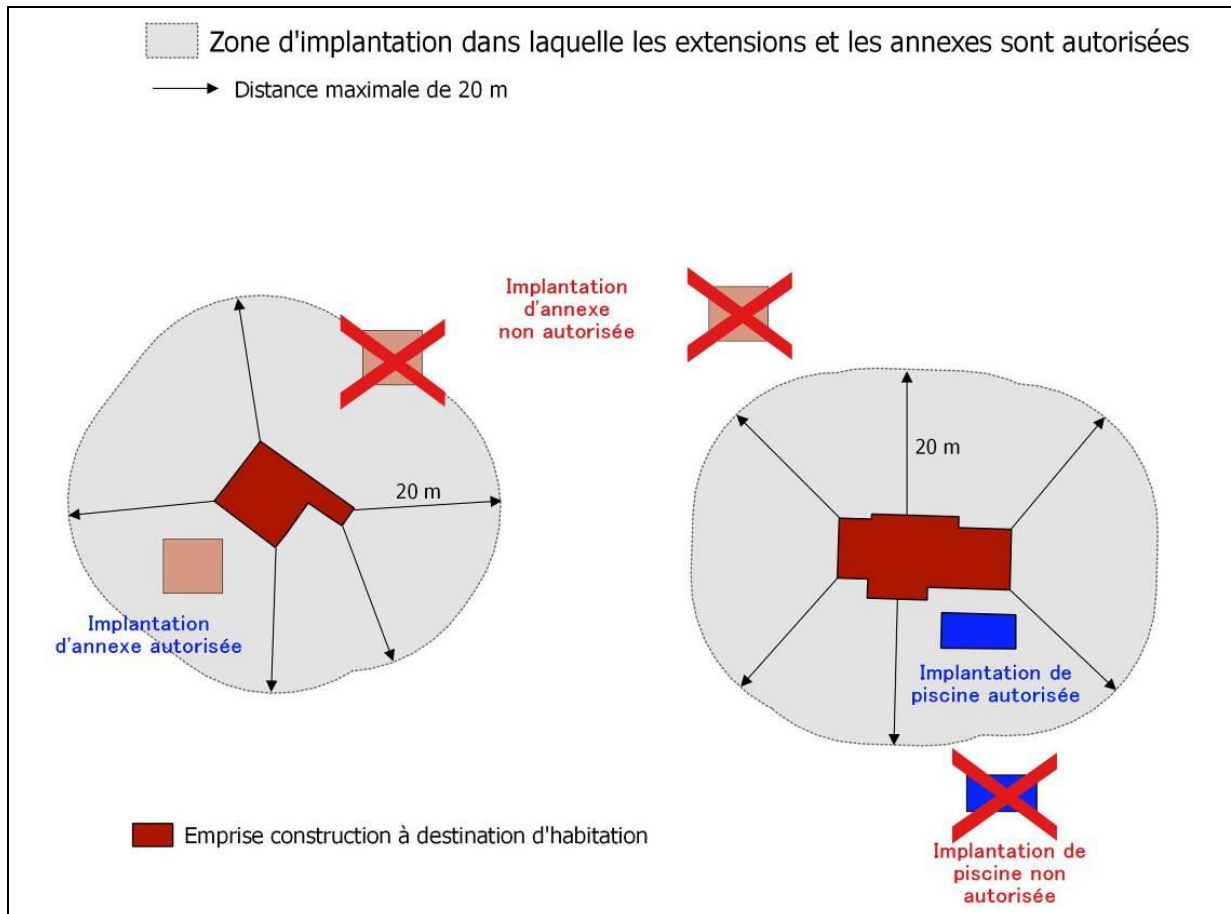 Zone d'implantation dans laquelle les extensions et les annexes sont autorisées
Distance maximale de 20 m
Implantation
d'annexe
non autorisée
20 m
20 m
Implantation
d'annexe autorisée
Implantation de
piscine autorisée
Emprise construction à destination d'habitation
Implantation de
piscine non
autorisée